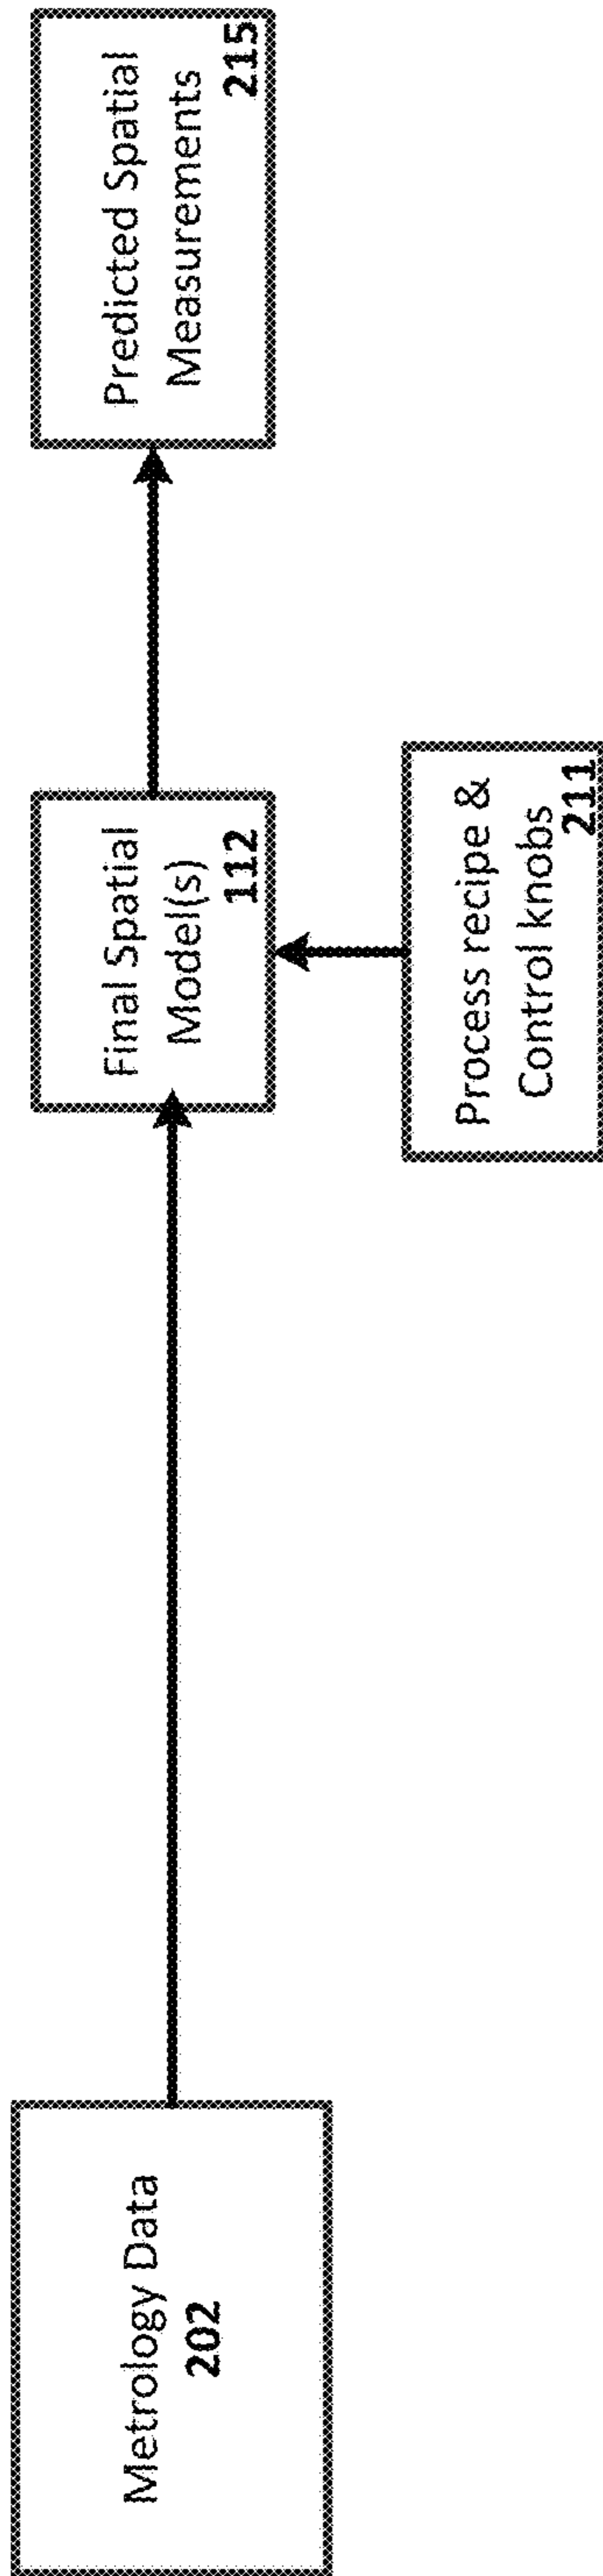 Metrology Data
202
Final Spatial
Model(s)
112
Process recipe &
Control knobs
211
Predicted Spatial
Measurements
215